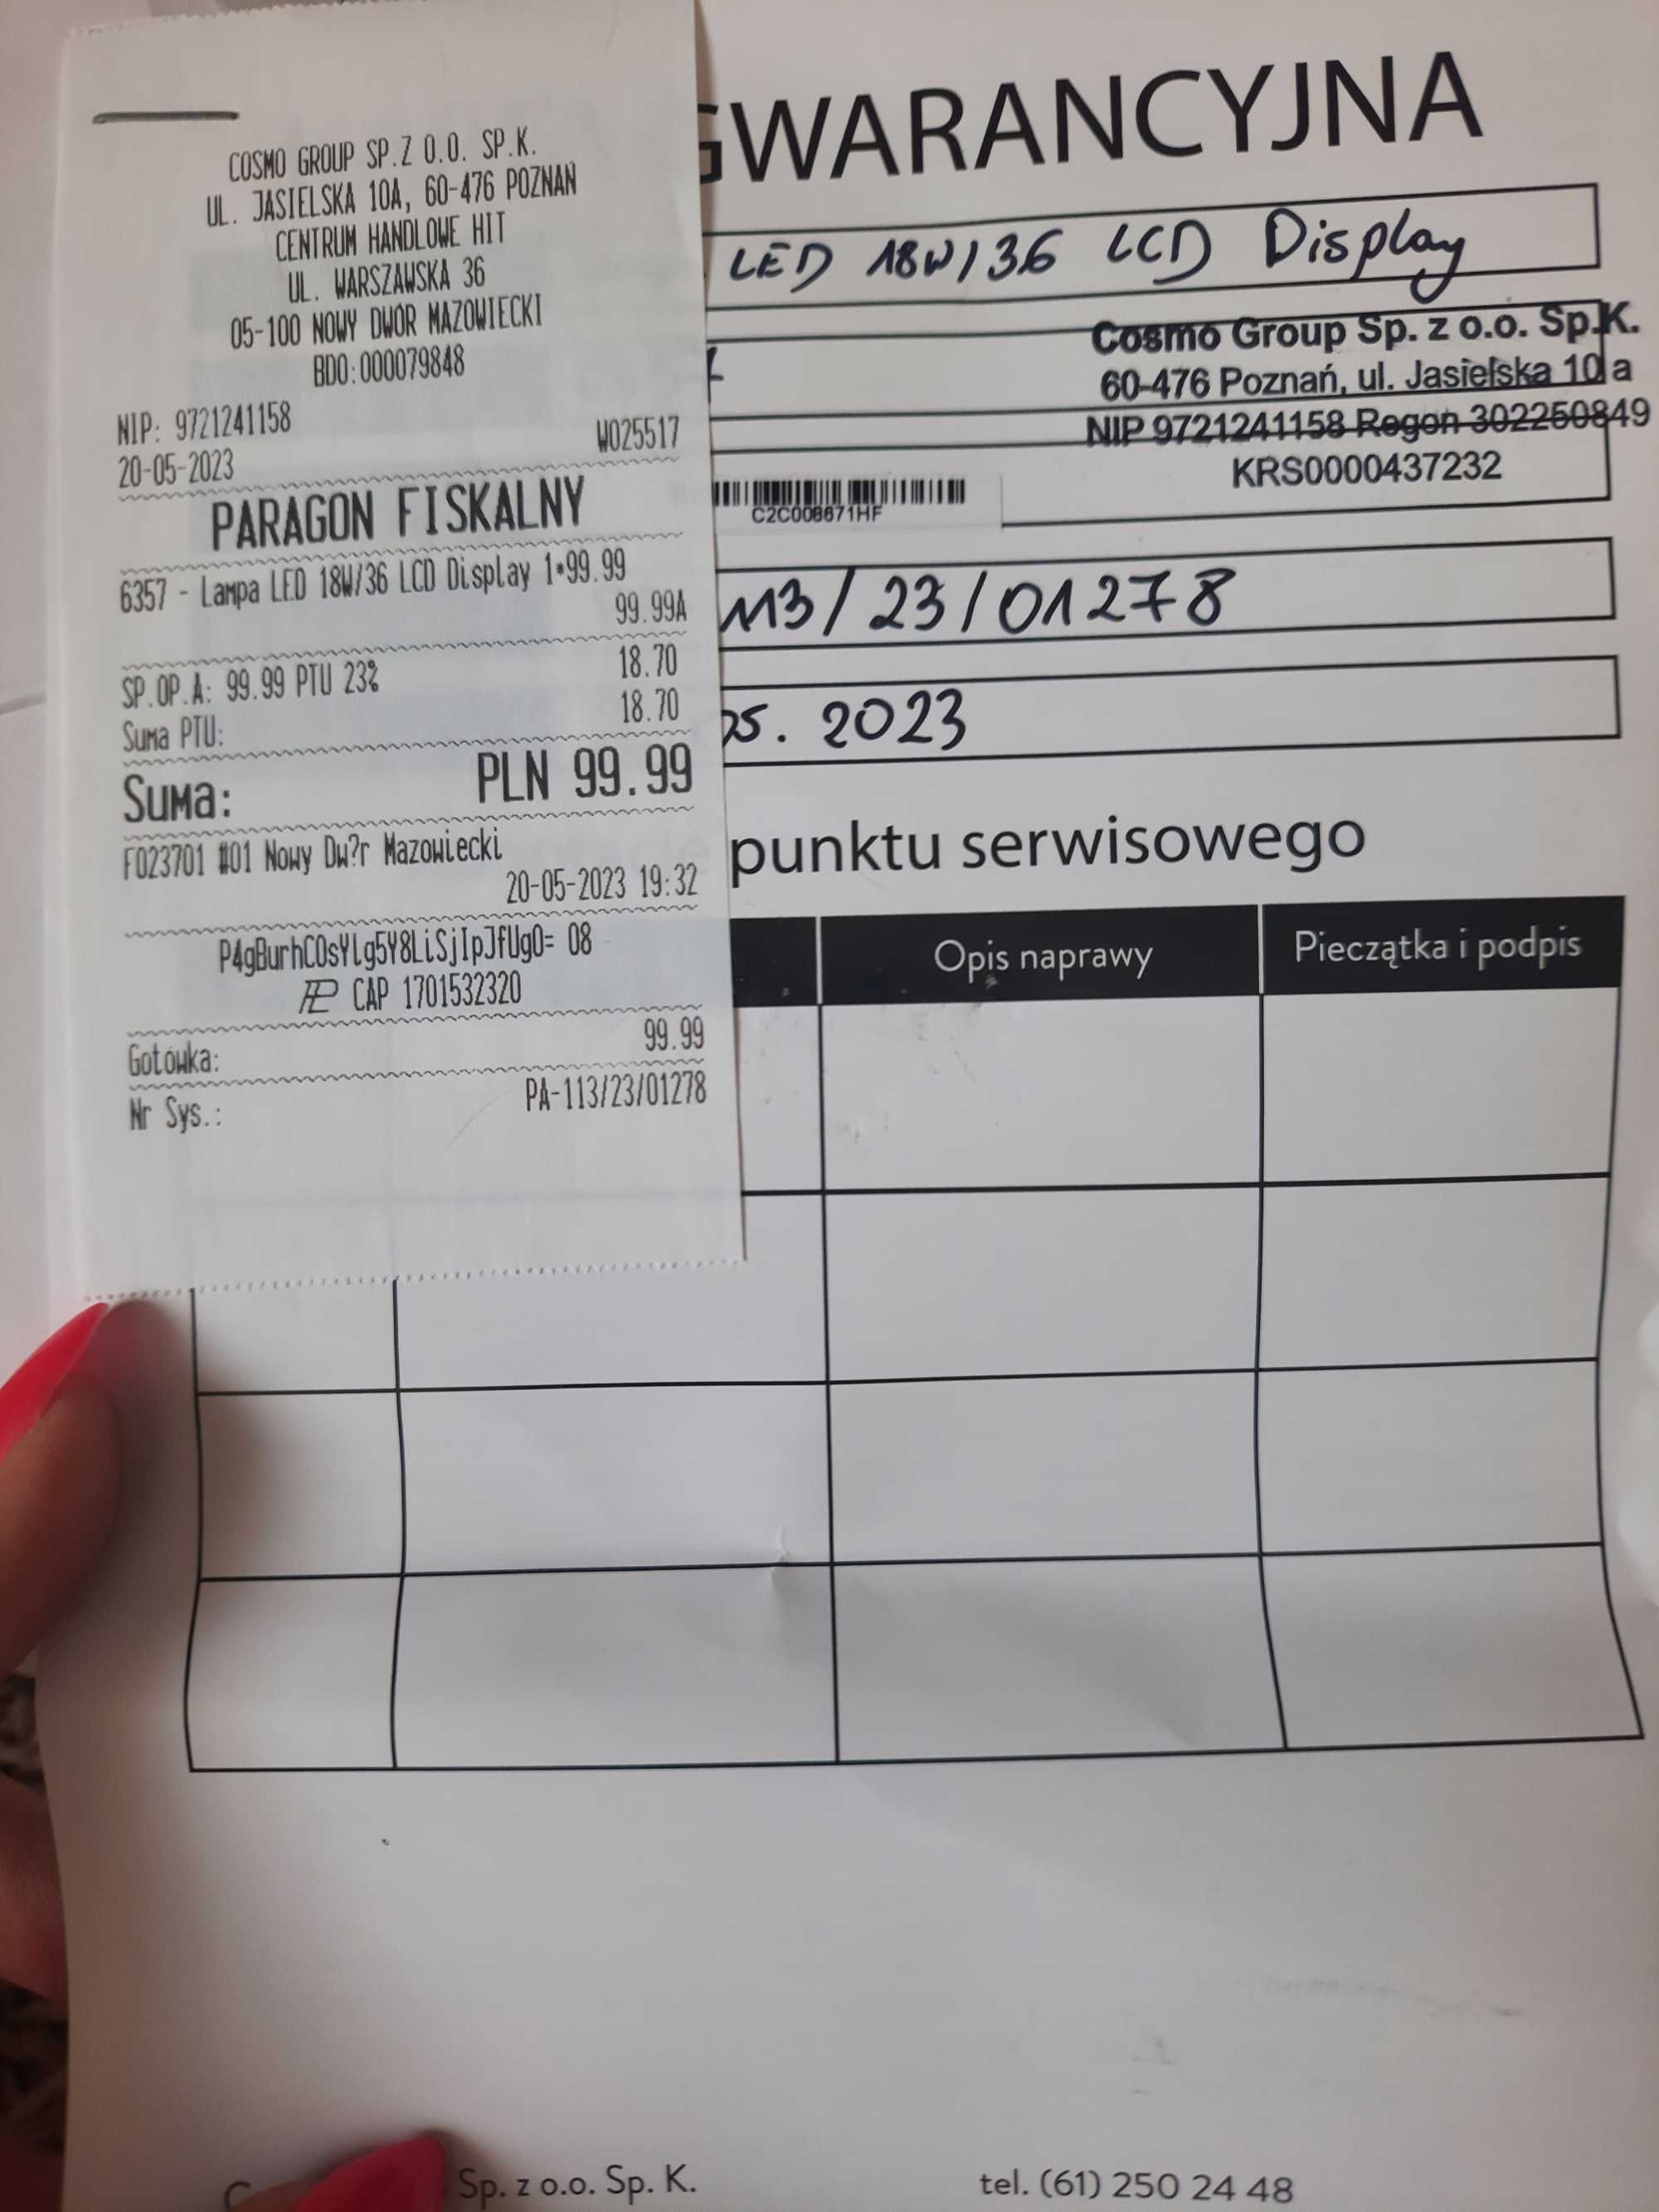 COSMO GROUP SP.Z O.O. SP.K.
UL. JASIELSKA 10A, 60-476 POZNAŃ
CENTRUM HANDLOWE HIT
UL. WARSZAWSKA 36
05-100 NOWY DWÓR MAZOWIECKI
BDO:000079848
NIP: 9721241158
20-05-2023 W025517
PARAGON FISKALNY
6357 - Lampa LED 18W/36 LCD Display 1*99.99
99.99A
SP.OP.A: 99.99 PTU 23% 18.70
Suma PTU: 18.70
Suma: PLN 99.99
F023701 #01 Nowy Dw?r Mazowiecki
20-05-2023 19:32
P4gBurhC0sYlg5Y8LiSjIpJfUgO= 08
CAP 1701532320
Gotówka: 99.99
Nr Sys.: PA-113/23/01278
GWARANCYJNA
LED 18W/36 LCD Display
Cosmo Group Sp. z o.o. Sp.K.
60-476 Poznań, ul. Jasielska 10 a
NIP 9721241158 Regon 302250849
KRS0000437232
C2C008671HF
113/23/01278
05. 2023
punktu serwisowego
Opis naprawy
Pieczątka i podpis
Sp. z o.o. Sp. K.
tel. (61) 250 24 48